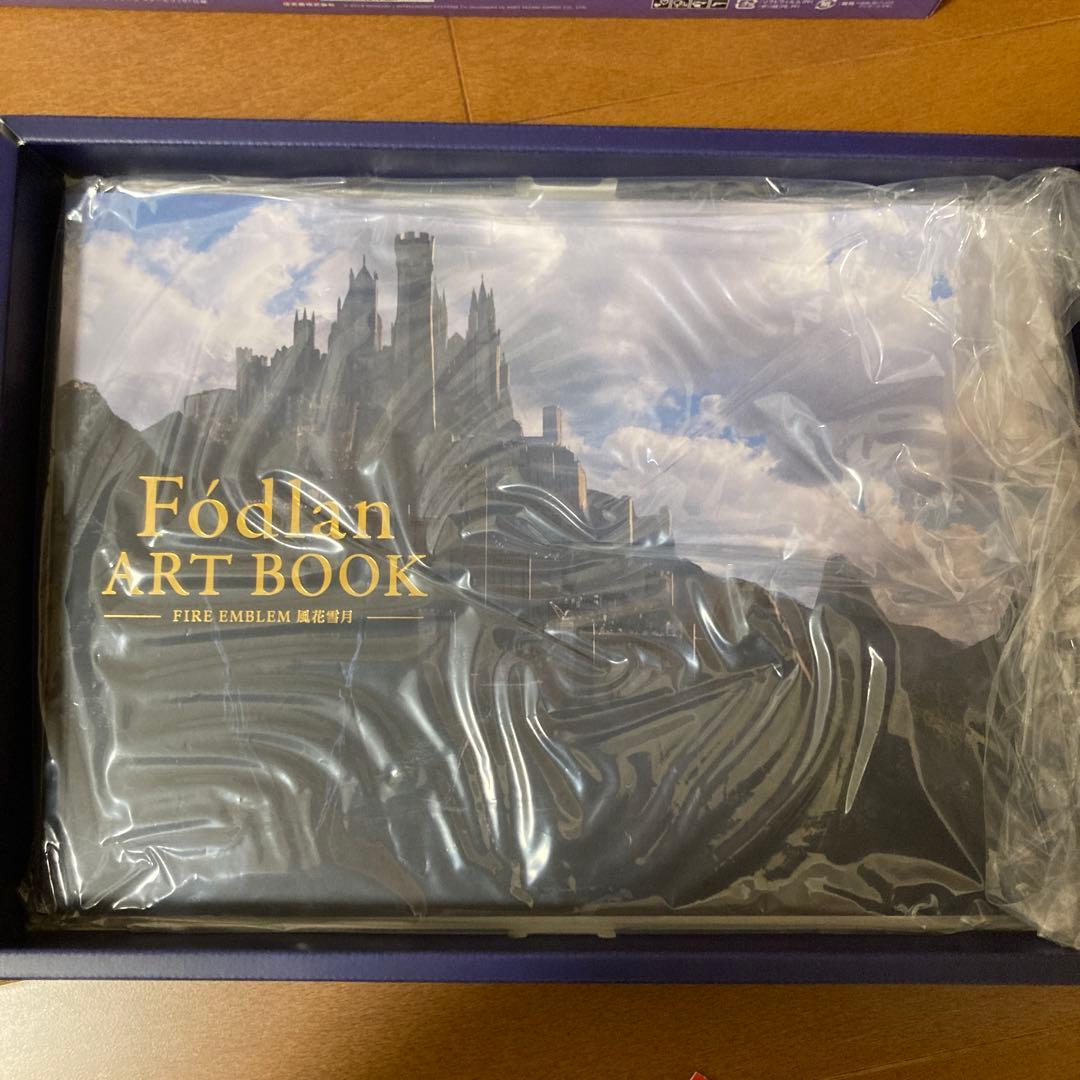 Fódlan
ART BOOK
FIRE EMBLEM 風花雪月